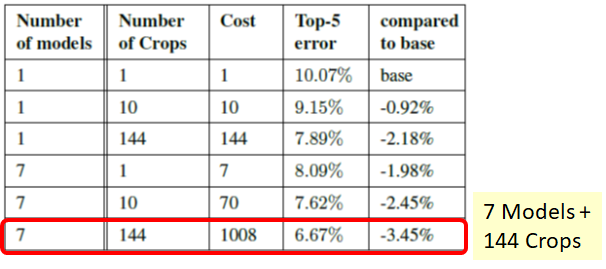 Number of models Number of Crops Cost Top-5 error compared to base
1 1 1 10.07% base
1 10 10 9.15% -0.92%
1 144 144 7.89% -2.18%
7 1 7 8.09% -1.98%
7 10 70 7.62% -2.45%
7 144 1008 6.67% -3.45%
7 Models +
144 Crops